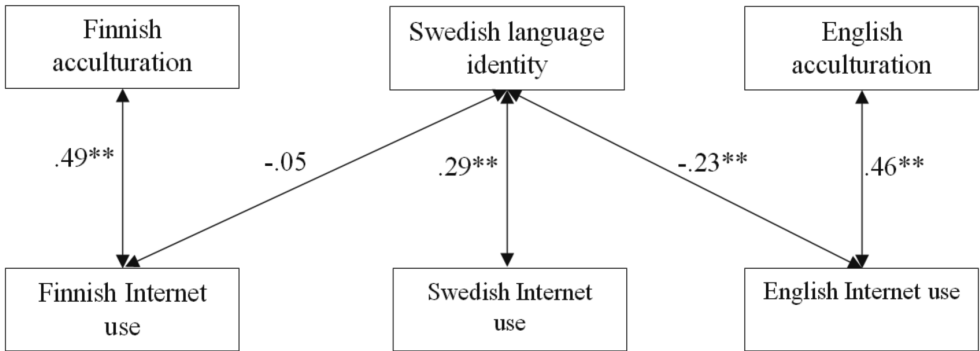 Finnish
acculturation
Swedish language
identity
English
acculturation
.49**
-.05
.29**
-.23**
.46**
Finnish Internet
use
Swedish Internet
use
English Internet use